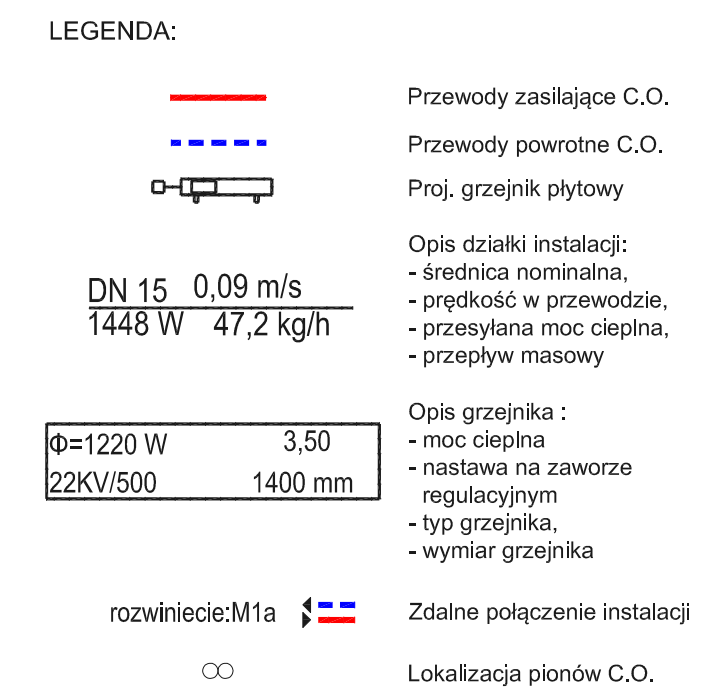 LEGENDA:
Przewody zasilające C.O.
Przewody powrotne C.O.
Proj. grzejnik płytowy
DN 15 0,09 m/s
1448 W 47,2 kg/h
Opis działki instalacji:
- średnica nominalna,
- prędkość w przewodzie,
- przesyłana moc cieplna,
- przepływ masowy
Φ=1220 W 3,50
22KV/500 1400 mm
Opis grzejnika :
- moc cieplna
- nastawa na zaworze
regulacyjnym
- typ grzejnika,
- wymiar grzejnika
rozwiniecie:M1a Zdalne połączenie instalacji
Lokalizacja pionów C.O.